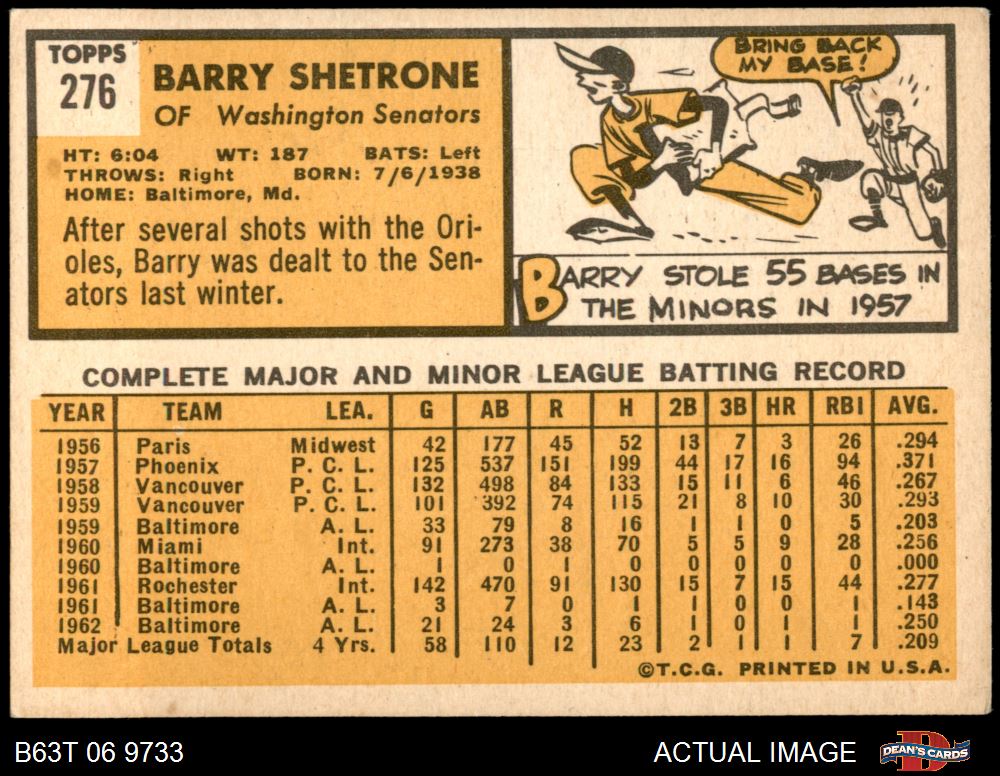 TOPPS
276
BARRY SHETRONE
OF Washington Senators
HT: 6:04 WT: 187 BATS: Left
THROWS: Right BORN: 7/6/1938
HOME: Baltimore, Md.
After several shots with the Ori-
oles, Barry was dealt to the Sen-
ators last winter.
BRING BACK
MY BASE!
BARRY STOLE 55 BASES IN
THE MINORS IN 1957
COMPLETE MAJOR AND MINOR LEAGUE BATTING RECORD
YEAR TEAM LEA. G AB R H 2B 3B HR RBI AVG.
1956 Paris Midwest 42 177 45 52 13 7 3 26 .294
1957 Phoenix P. C. L. 125 537 151 199 44 17 16 94 .371
1958 Vancouver P. C. L. 132 498 84 133 15 11 6 46 .267
1959 Vancouver P. C. L. 101 392 74 115 21 8 10 30 .293
1959 Baltimore A. L. 33 79 8 16 1 1 0 5 .203
1960 Miami Int. 91 273 38 70 5 5 9 28 .256
1960 Baltimore A. L. 1 0 1 0 0 0 0 0 .000
1961 Rochester Int. 142 470 91 130 15 7 15 44 .277
1961 Baltimore A. L. 3 7 0 1 1 0 0 1 .143
1962 Baltimore A. L. 21 24 3 6 1 0 1 1 .250
Major League Totals 4 Yrs. 58 110 12 23 2 1 1 7 .209
©T.C.G. PRINTED IN U.S.A.
B63T 06 9733
ACTUAL IMAGE
D
DEAN'S CARDS